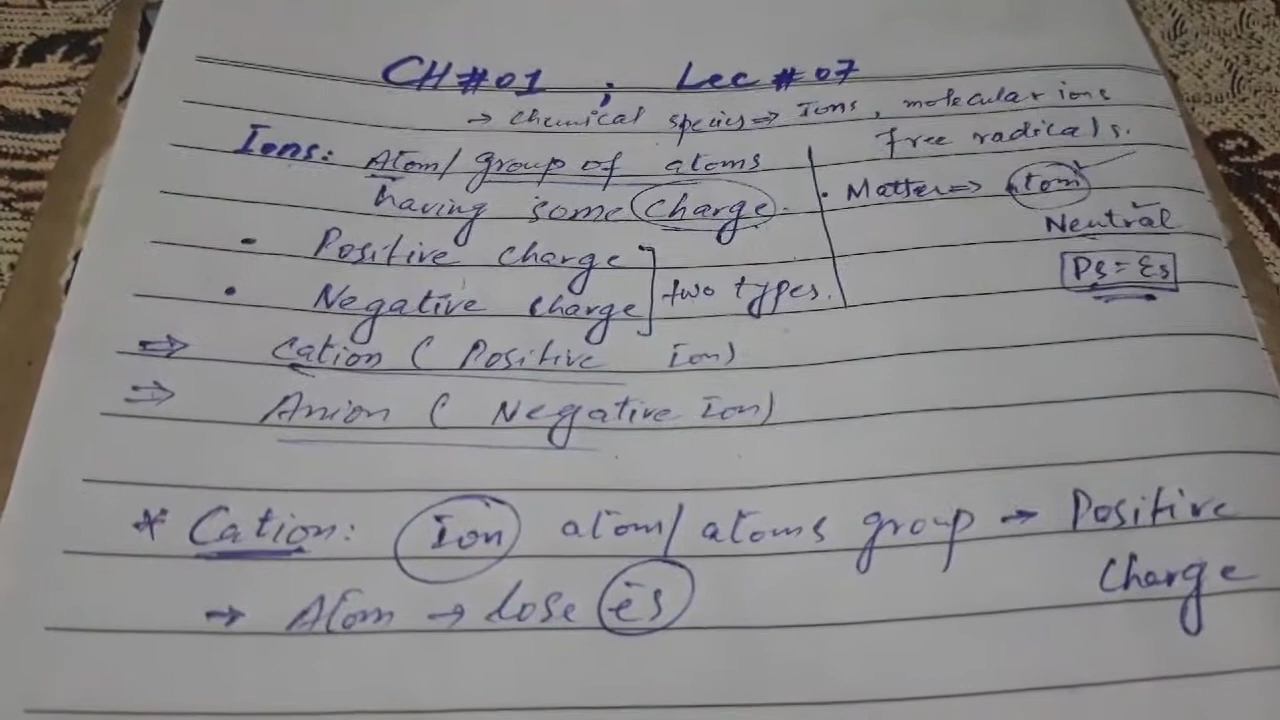 CH#01 ; Lec #07
→ Chemical species ⇒ Ions, molecular ions
free radicals.
Ions: Atom/ group of atoms
having some charge.
• Matter ⇒ Atom
Neutral
Ps = es
• Positive charge
• Negative charge ] two types.
⇒ Cation ( Positive Ion)
⇒ Anion ( Negative Ion)
* Cation: Ion atom/ atoms group → Positive
charge
→ Atom → lose es